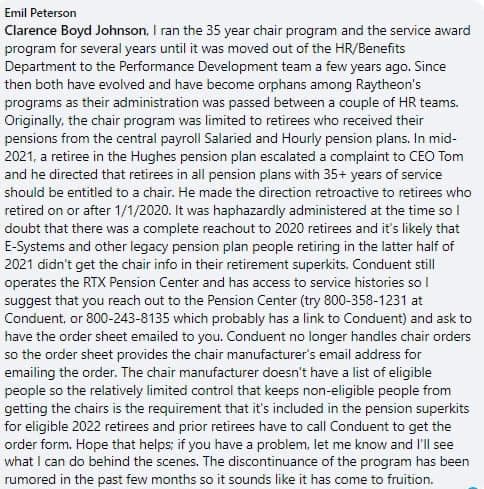 Emil Peterson
Clarence Boyd Johnson, I ran the 35 year chair program and the service award
program for several years until it was moved out of the HR/Benefits
Department to the Performance Development team a few years ago. Since
then both have evolved and have become orphans among Raytheon's
programs as their administration was passed between a couple of HR teams.
Originally, the chair program was limited to retirees who received their
pensions from the central payroll Salaried and Hourly pension plans. In mid-
2021, a retiree in the Hughes pension plan escalated a complaint to CEO Tom
and he directed that retirees in all pension plans with 35+ years of service
should be entitled to a chair. He made the direction retroactive to retirees who
retired on or after 1/1/2020. It was haphazardly administered at the time so I
doubt that there was a complete reachout to 2020 retirees and it's likely that
E-Systems and other legacy pension plan people retiring in the latter half of
2021 didn't get the chair info in their retirement superkits. Conduent still
operates the RTX Pension Center and has access to service histories so I
suggest that you reach out to the Pension Center (try 800-358-1231 at
Conduent, or 800-243-8135 which probably has a link to Conduent) and ask to
have the order sheet emailed to you. Conduent no longer handles chair orders
so the order sheet provides the chair manufacturer's email address for
emailing the order. The chair manufacturer doesn't have a list of eligible
people so the relatively limited control that keeps non-eligible people from
getting the chairs is the requirement that it's included in the pension superkits
for eligible 2022 retirees and prior retirees have to call Conduent to get the
order form. Hope that helps; if you have a problem, let me know and I'll see
what I can do behind the scenes. The discontinuance of the program has been
rumored in the past few months so it sounds like it has come to fruition.